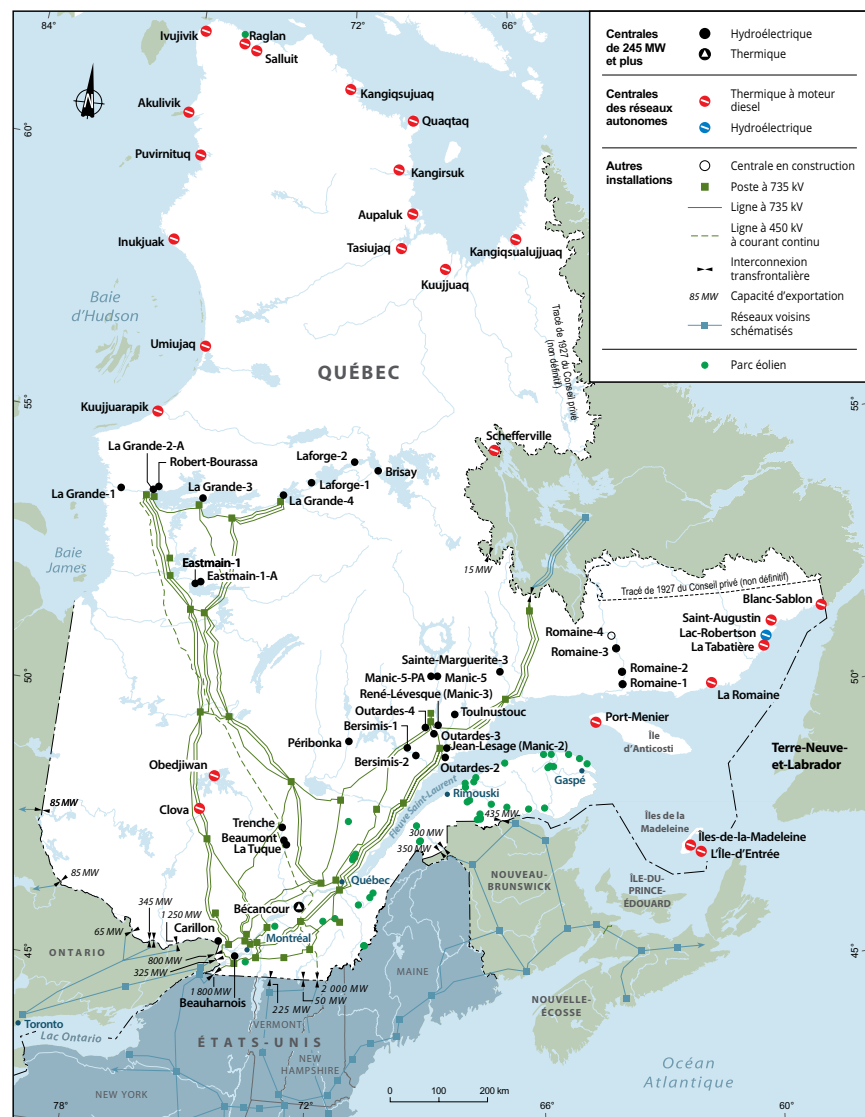 84°
72°
66°
Centrales
de 245 MW
et plus
Hydroélectrique
Thermique
Centrales
des réseaux
autonomes
Thermique à moteur
diesel
Hydroélectrique
Autres
installations
Centrale en construction
Poste à 735 kV
Ligne à 735 kV
Ligne à 450 kV
à courant continu
Interconnexion
transfrontalière
85 MW
Capacité d'exportation
Réseaux voisins
schématisés
Parc éolien
Ivujivik
Raglan
Salluit
Kangiqsujuaq
Akulivik
Quaqtaq
60°
Puvirnituq
Kangirsuk
Aupaluk
Inukjuak
Tasiujaq
Kangiqsualujjuaq
Kuujjuaq
Baie
d'Hudson
Tracé de 1927 du Conseil privé
(non définitif)
Umiujaq
QUÉBEC
55°
55°
Kuujjuarapik
Schefferville
La Grande-2-A
Robert-Bourassa
Laforge-2
Brisay
La Grande-1
La Grande-3
Laforge-1
La Grande-4
Baie
James
Eastmain-1
Eastmain-1-A
15 MW
Tracé de 1927 du Conseil privé (non définitif)
Blanc-Sablon
Saint-Augustin
Lac-Robertson
La Tabatière
Romaine-4
Romaine-3
Sainte-Marguerite-3
50°
50°
Manic-5-PA
Manic-5
Romaine-2
Romaine-1
La Romaine
René-Lévesque (Manic-3)
Outardes-4
Toulnustouc
Bersimis-1
Port-Menier
Île
d'Anticosti
Outardes-3
Péribonka
Jean-Lesage (Manic-2)
Bersimis-2
Outardes-2
Terre-Neuve-
et-Labrador
Obedjiwan
Gaspé
Fleuve Saint-Laurent
Rimouski
85 MW
Clova
435 MW
Îles de la
Madeleine
Trenche
Beaumont
La Tuque
300 MW
350 MW
Îles-de-la-Madeleine
L'Île-d'Entrée
85 MW
Québec
NOUVEAU-
BRUNSWICK
ÎLE-DU-
PRINCE-
ÉDOUARD
Bécancour
345 MW
1 250 MW
65 MW
Carillon
Montréal
45°
45°
ONTARIO
800 MW
325 MW
MAINE
1 800 MW
Beauharnois
2 000 MW
50 MW
225 MW
NOUVELLE-
ÉCOSSE
Toronto
Lac Ontario
VERMONT
ÉTATS-UNIS
NEW
HAMPSHIRE
NEW YORK
Océan
Atlantique
0
100
200 km
78°
72°
66°
60°